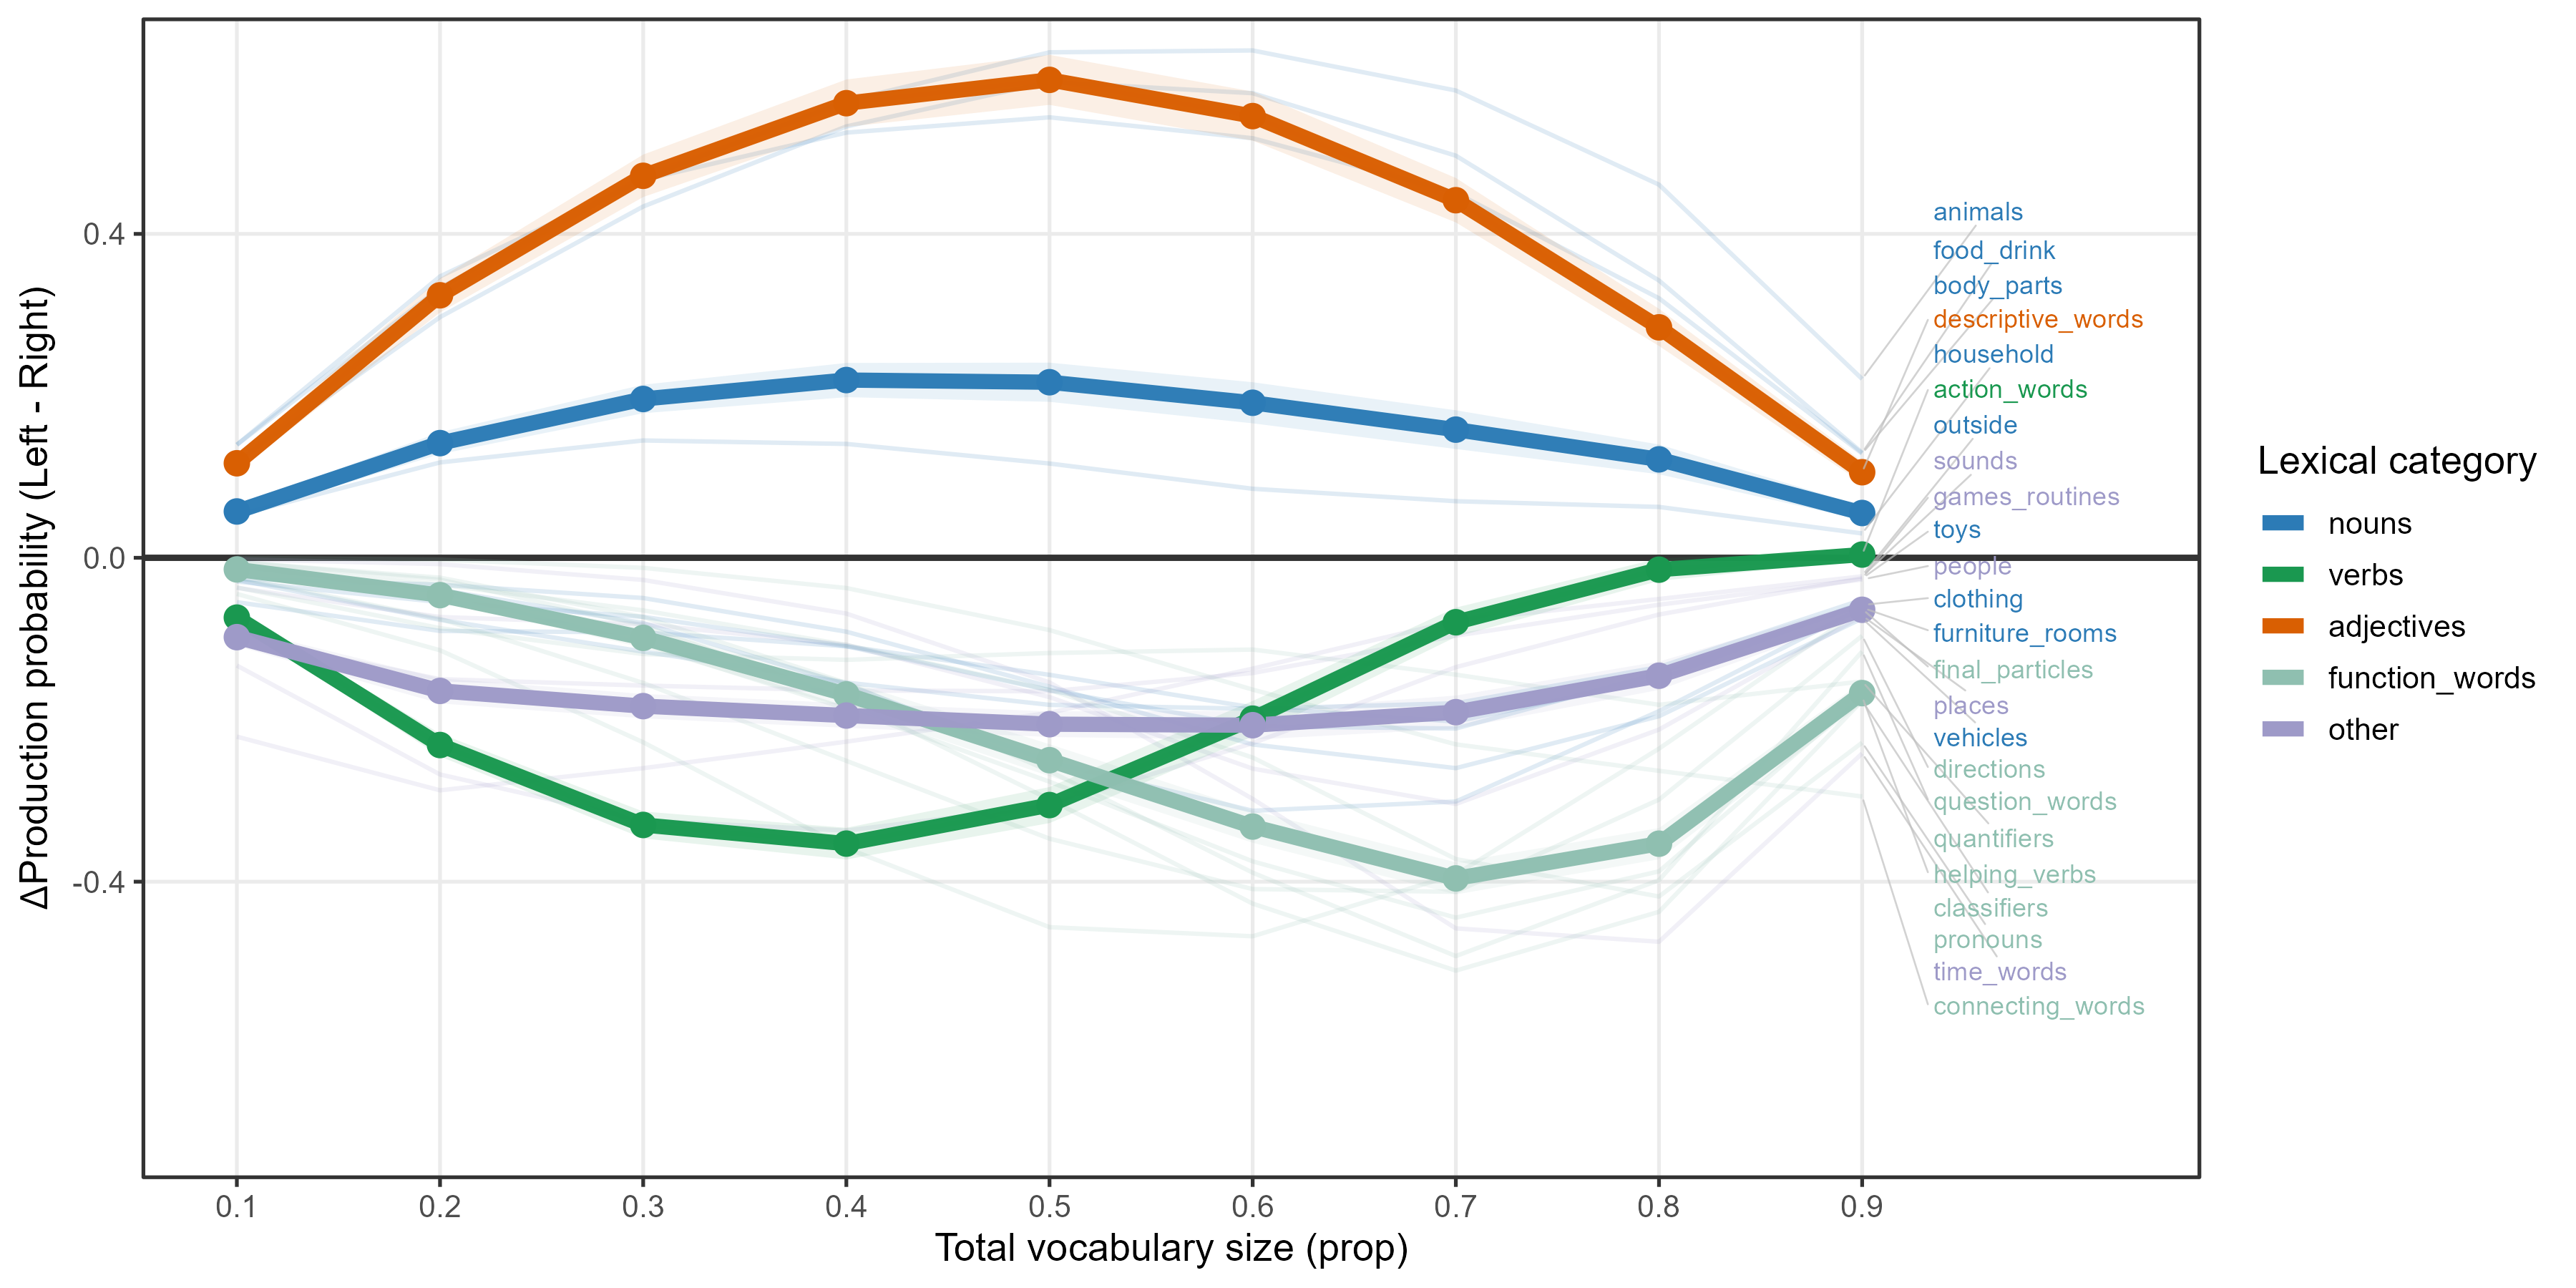 ΔProduction probability (Left - Right)
0.4
0.0
-0.4
animals
food_drink
body_parts
descriptive_words
household
action_words
outside
sounds
games_routines
toys
people
clothing
furniture_rooms
final_particles
places
vehicles
directions
question_words
quantifiers
helping_verbs
classifiers
pronouns
time_words
connecting_words
0.1 0.2 0.3 0.4 0.5 0.6 0.7 0.8 0.9
Total vocabulary size (prop)
Lexical category
nouns
verbs
adjectives
function_words
other